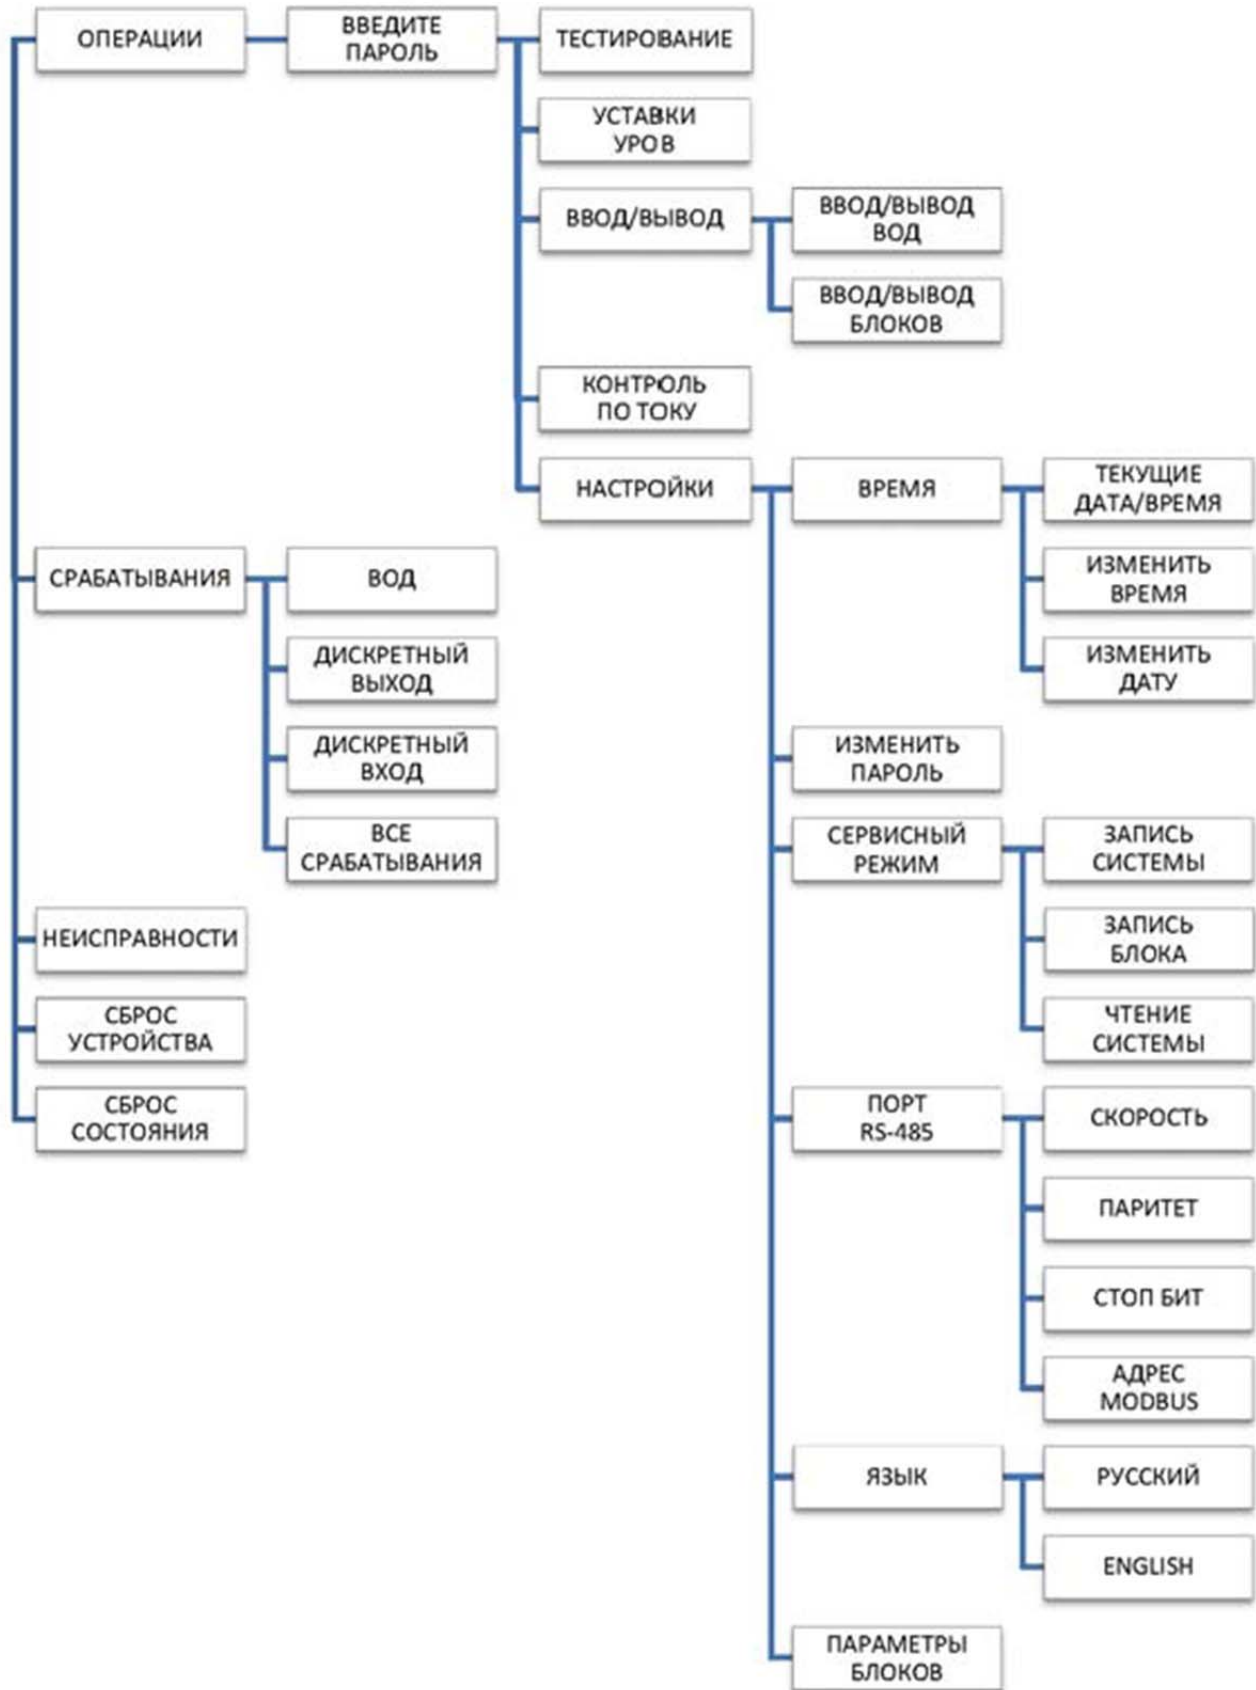 ОПЕРАЦИИ
ВВЕДИТЕ
ПАРОЛЬ
ТЕСТИРОВАНИЕ
УСТАВКИ
УРОВ
ВВОД/ВЫВОД
ВВОД/ВЫВОД
ВОД
ВВОД/ВЫВОД
БЛОКОВ
КОНТРОЛЬ
ПО ТОКУ
НАСТРОЙКИ
ВРЕМЯ
ТЕКУЩИЕ
ДАТА/ВРЕМЯ
ИЗМЕНИТЬ
ВРЕМЯ
ИЗМЕНИТЬ
ДАТУ
ИЗМЕНИТЬ
ПАРОЛЬ
СЕРВИСНЫЙ
РЕЖИМ
ЗАПИСЬ
СИСТЕМЫ
ЗАПИСЬ
БЛОКА
ЧТЕНИЕ
СИСТЕМЫ
ПОРТ
RS-485
СКОРОСТЬ
ПАРИТЕТ
СТОП БИТ
АДРЕС
MODBUS
ЯЗЫК
РУССКИЙ
ENGLISH
ПАРАМЕТРЫ
БЛОКОВ
СРАБАТЫВАНИЯ
ВОД
ДИСКРЕТНЫЙ
ВЫХОД
ДИСКРЕТНЫЙ
ВХОД
ВСЕ
СРАБАТЫВАНИЯ
НЕИСПРАВНОСТИ
СБРОС
УСТРОЙСТВА
СБРОС
СОСТОЯНИЯ